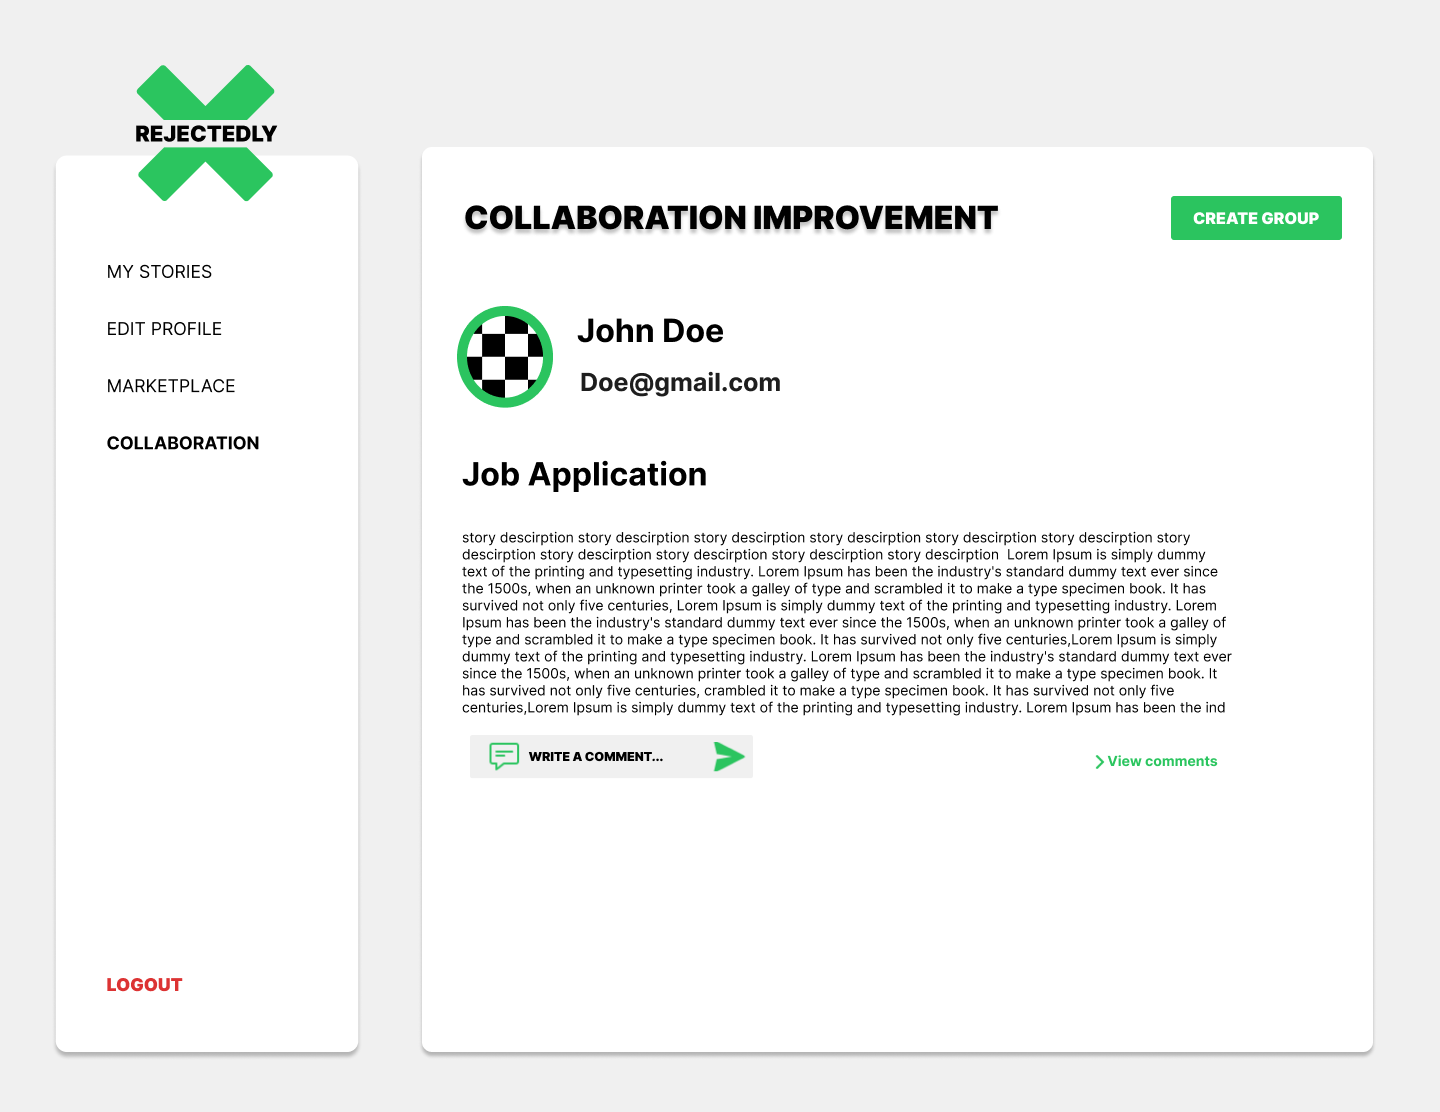 REJECTEDLY
MY STORIES
EDIT PROFILE
MARKETPLACE
COLLABORATION
LOGOUT
COLLABORATION IMPROVEMENT
CREATE GROUP
John Doe
Doe@gmail.com
Job Application
story descirption story descirption story descirption story descirption story descirption story descirption story
descirption story descirption story descirption story descirption story descirption  Lorem Ipsum is simply dummy
text of the printing and typesetting industry. Lorem Ipsum has been the industry's standard dummy text ever since
the 1500s, when an unknown printer took a galley of type and scrambled it to make a type specimen book. It has
survived not only five centuries, Lorem Ipsum is simply dummy text of the printing and typesetting industry. Lorem
Ipsum has been the industry's standard dummy text ever since the 1500s, when an unknown printer took a galley of
type and scrambled it to make a type specimen book. It has survived not only five centuries,Lorem Ipsum is simply
dummy text of the printing and typesetting industry. Lorem Ipsum has been the industry's standard dummy text ever
since the 1500s, when an unknown printer took a galley of type and scrambled it to make a type specimen book. It
has survived not only five centuries, crambled it to make a type specimen book. It has survived not only five
centuries,Lorem Ipsum is simply dummy text of the printing and typesetting industry. Lorem Ipsum has been the ind
WRITE A COMMENT...
View comments